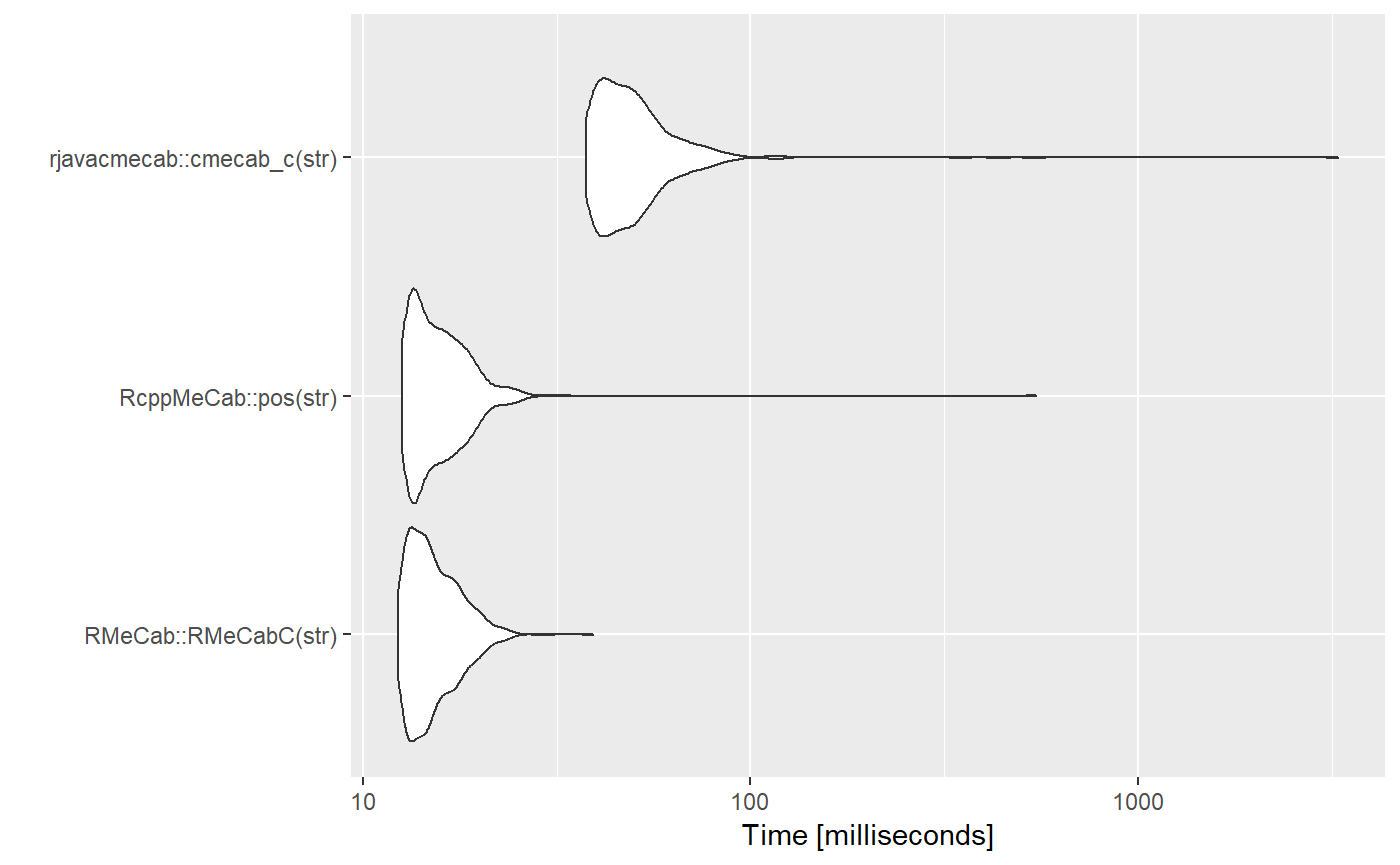 rjavacmecab::cmecab_c(str)
RcppMeCab::pos(str)
RMeCab::RMeCabC(str)
10
100
1000
Time [milliseconds]